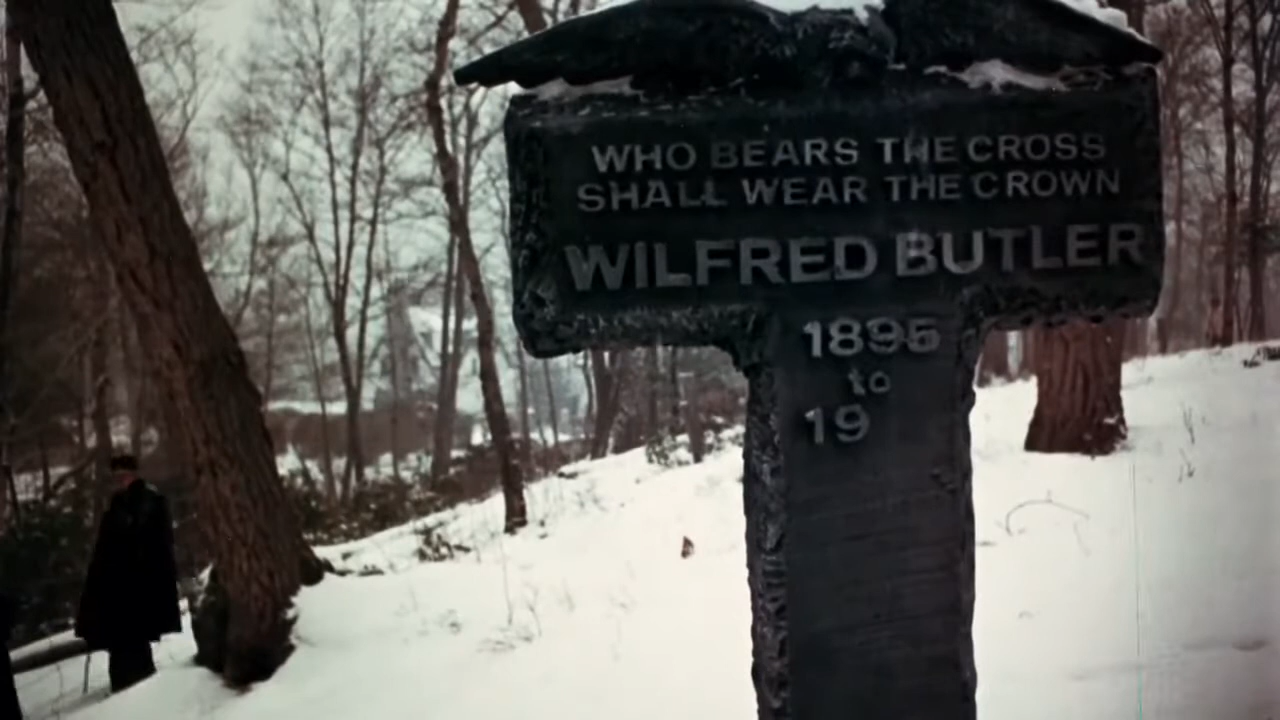 WHO BEARS THE CROSS
SHALL WEAR THE CROWN
WILFRED BUTLER
1895
to
19